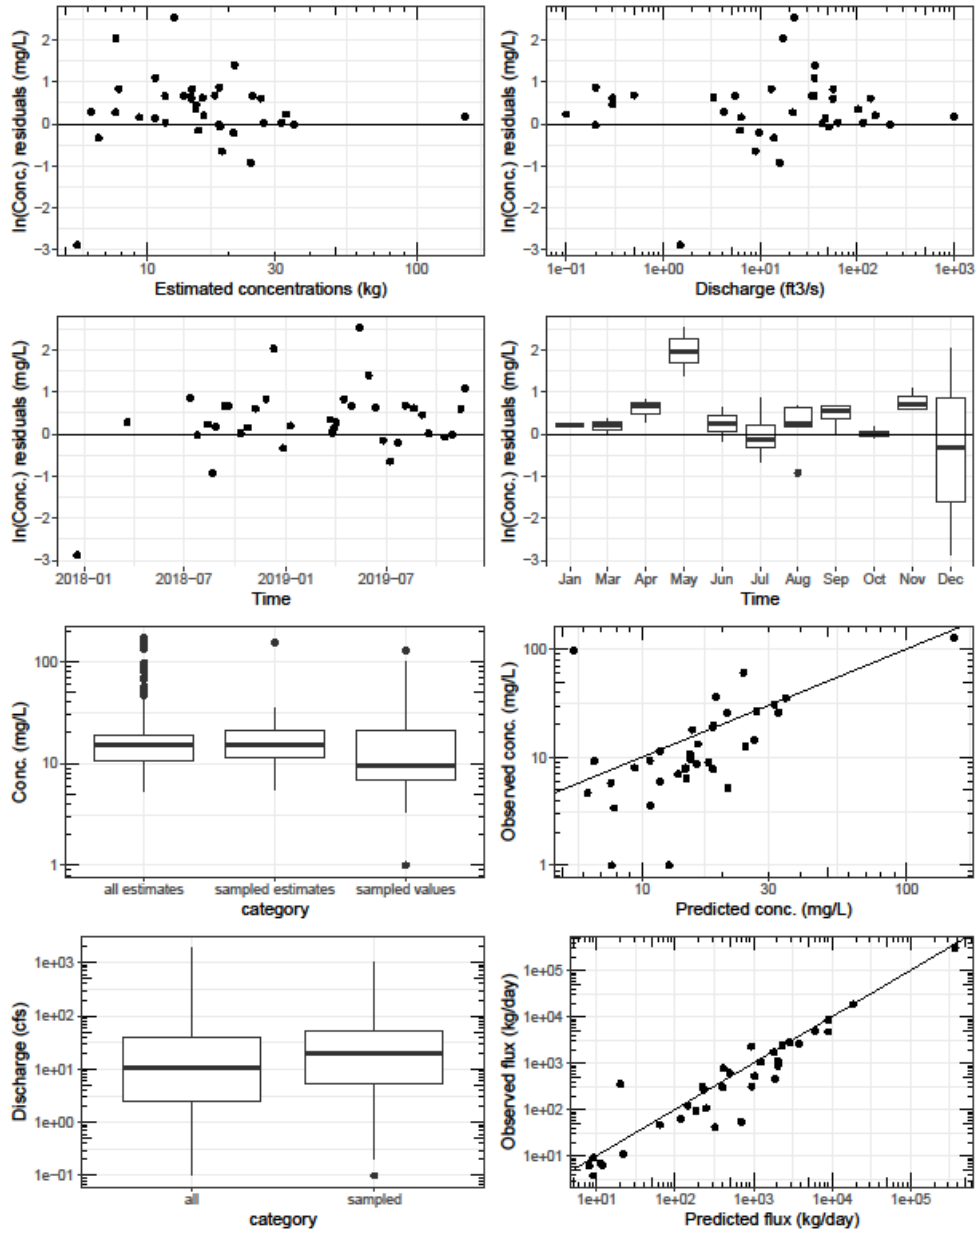 ln(Conc.) residuals (mg/L)
2
1
0
−1
−2
−3
10
30
100
Estimated concentrations (kg)
ln(Conc.) residuals (mg/L)
2
1
0
−1
−2
−3
1e−01
1e+00
1e+01
1e+02
1e+03
Discharge (ft3/s)
ln(Conc.) residuals (mg/L)
2
1
0
−1
−2
−3
2018−01
2018−07
2019−01
2019−07
Time
ln(Conc.) residuals (mg/L)
2
1
0
−1
−2
−3
Jan
Mar
Apr
May
Jun
Jul
Aug
Sep
Oct
Nov
Dec
Time
Conc. (mg/L)
100
10
1
all estimates
sampled estimates
sampled values
category
Observed conc. (mg/L)
100
10
1
10
30
100
Predicted conc. (mg/L)
Discharge (cfs)
1e+03
1e+02
1e+01
1e+00
1e−01
all
sampled
category
Observed flux (kg/day)
1e+05
1e+04
1e+03
1e+02
1e+01
1e+01
1e+02
1e+03
1e+04
1e+05
Predicted flux (kg/day)